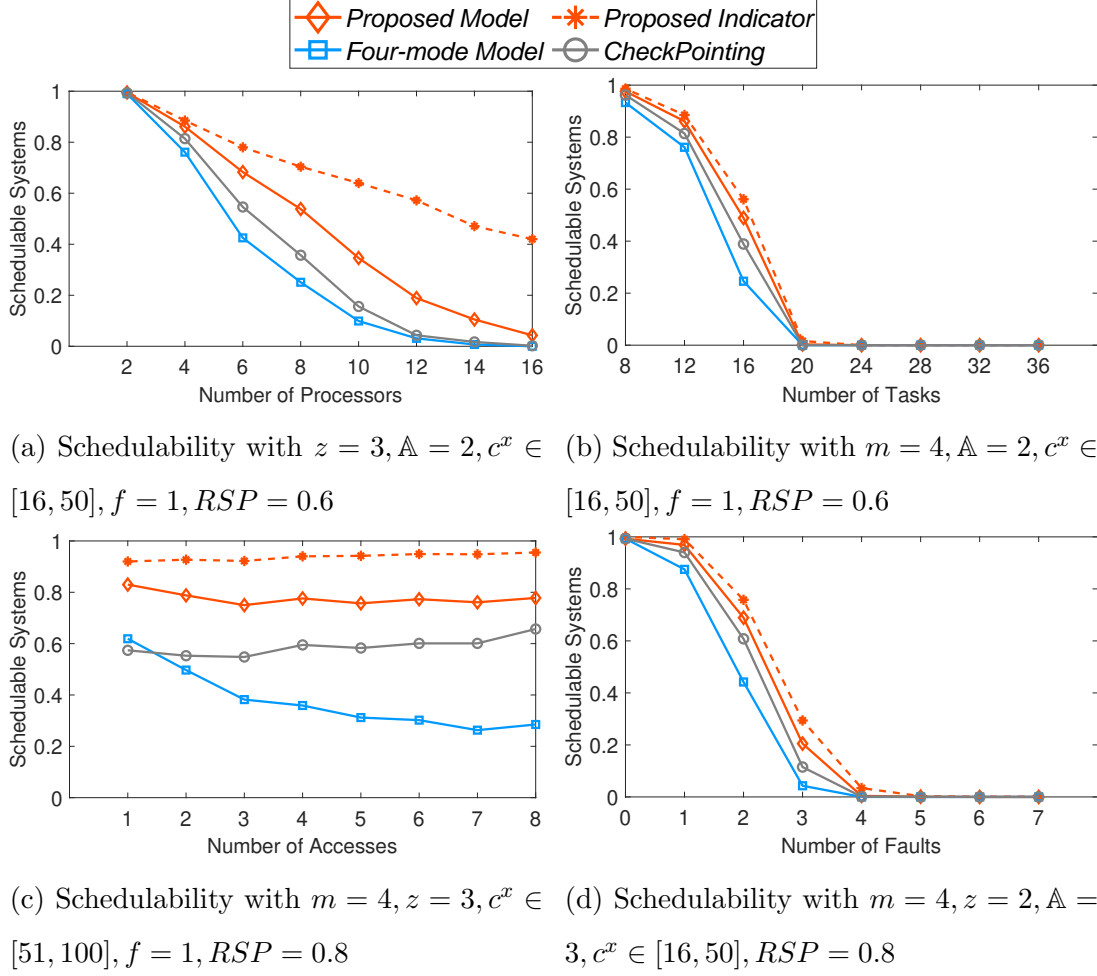 Proposed Model Proposed Indicator
Four-mode Model CheckPointing
1
0.8
0.6
0.4
0.2
0
Schedulable Systems
2 4 6 8 10 12 14 16
Number of Processors
1
0.8
0.6
0.4
0.2
0
Schedulable Systems
8 12 16 20 24 28 32 36
Number of Tasks
(a) Schedulability with z = 3, 𝔸 = 2, c^x ∈
[16, 50], f = 1, RSP = 0.6
(b) Schedulability with m = 4, 𝔸 = 2, c^x ∈
[16, 50], f = 1, RSP = 0.6
1
0.8
0.6
0.4
0.2
0
Schedulable Systems
1 2 3 4 5 6 7 8
Number of Accesses
1
0.8
0.6
0.4
0.2
0
Schedulable Systems
0 1 2 3 4 5 6 7
Number of Faults
(c) Schedulability with m = 4, z = 3, c^x ∈
[51, 100], f = 1, RSP = 0.8
(d) Schedulability with m = 4, z = 2, 𝔸 =
3, c^x ∈ [16, 50], RSP = 0.8